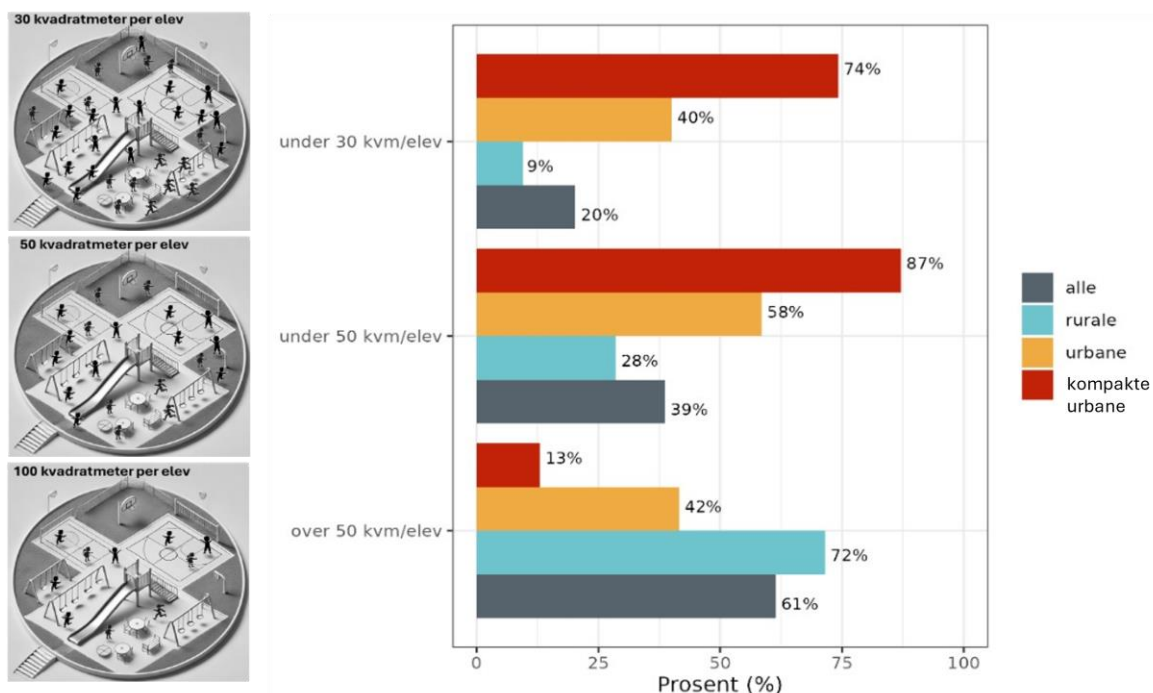 30 kvadratmeter per elev
50 kvadratmeter per elev
100 kvadratmeter per elev
under 30 kvm/elev
74%
40%
9%
20%
under 50 kvm/elev
87%
58%
28%
39%
over 50 kvm/elev
13%
42%
72%
61%
0
25
50
75
100
Prosent (%)
alle
rurale
urbane
kompakte
urbane